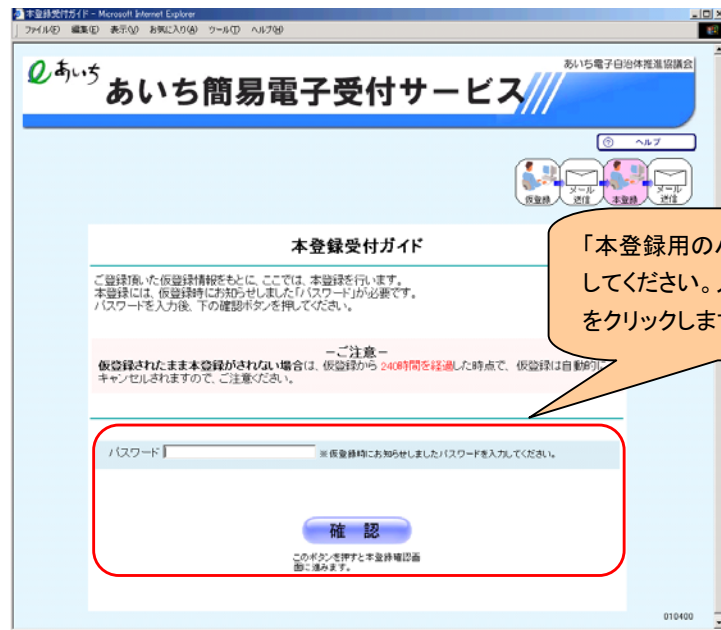 本登録受付ガイド - Microsoft Internet Explorer
ファイル(F) 編集(E) 表示(V) お気に入り(A) ツール(T) ヘルプ(H)
あいち電子自治体推進協議会
eあいち
あいち簡易電子受付サービス
ヘルプ
仮登録 メール送信 本登録 メール送信
本登録受付ガイド
「本登録用の
してください。
をクリックします
ご登録頂いた仮登録情報をもとに、ここでは、本登録を行います。
本登録には、仮登録時にお知らせしました「パスワード」が必要です。
パスワードを入力後、下の確認ボタンを押してください。
－ご注意－
仮登録されたまま本登録がされない場合は、仮登録から 240時間を経過した時点で、仮登録は自動的に
キャンセルされますので、ご注意ください。
パスワード ※仮登録時にお知らせしましたパスワードを入力してください。
確 認
このボタンを押すと本登録確認画
面に進みます。
010400